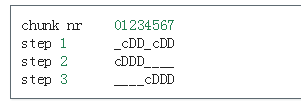 chunk nr    01234567
step 1      _cDD_cDD
step 2      cDDD____
step 3      ____cDDD